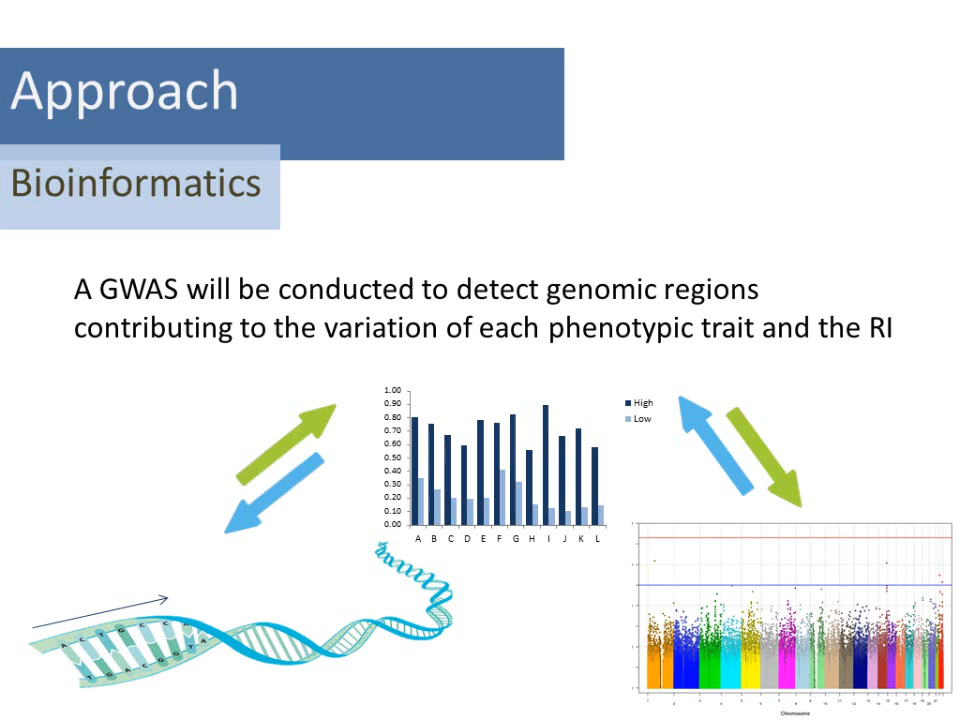 Approach
Bioinformatics
A GWAS will be conducted to detect genomic regions
contributing to the variation of each phenotypic trait and the RI
1.00
0.90
0.80
0.70
0.60
0.50
0.40
0.30
0.20
0.10
0.00
A B C D E F G H I J K L
High
Low
A C T G C C A
T G A C G G T A
Chromosome